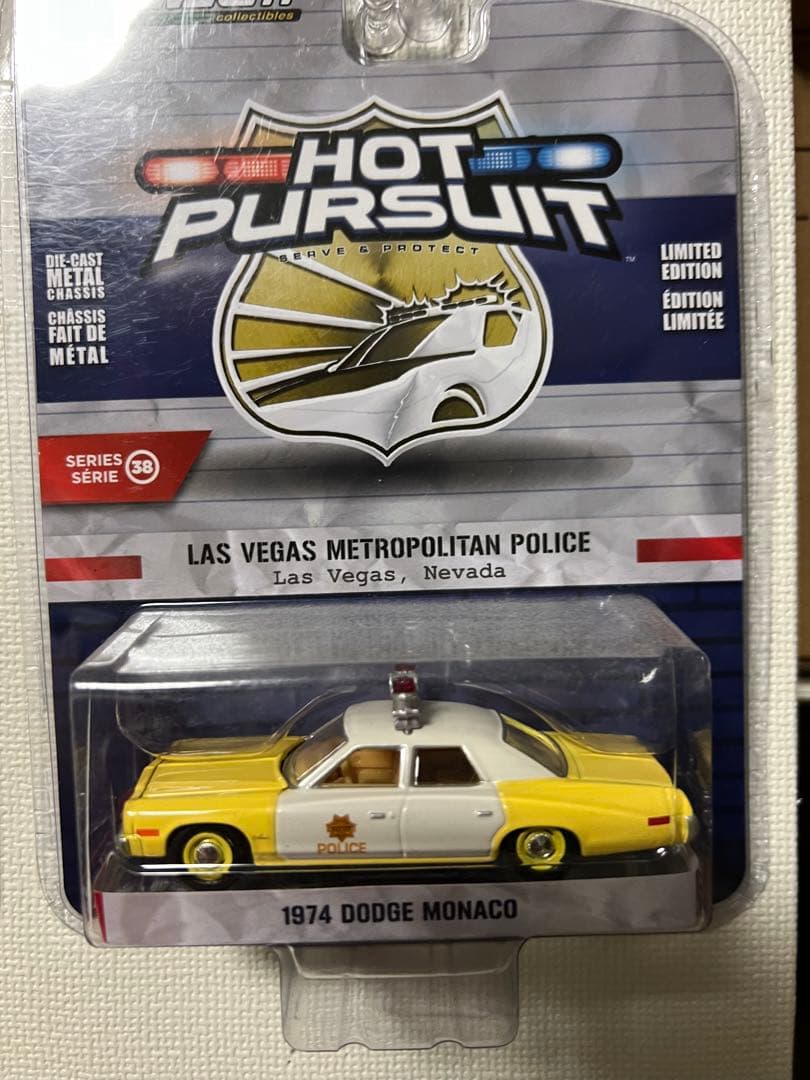 collectibles
HOT
PURSUIT
SERVE & PROTECT
™
DIE-CAST
METAL
CHASSIS
CHÂSSIS
FAIT DE
MÉTAL
LIMITED
EDITION
ÉDITION
LIMITÉE
SERIES
SÉRIE
38
LAS VEGAS METROPOLITAN POLICE
Las Vegas, Nevada
POLICE
1974 DODGE MONACO